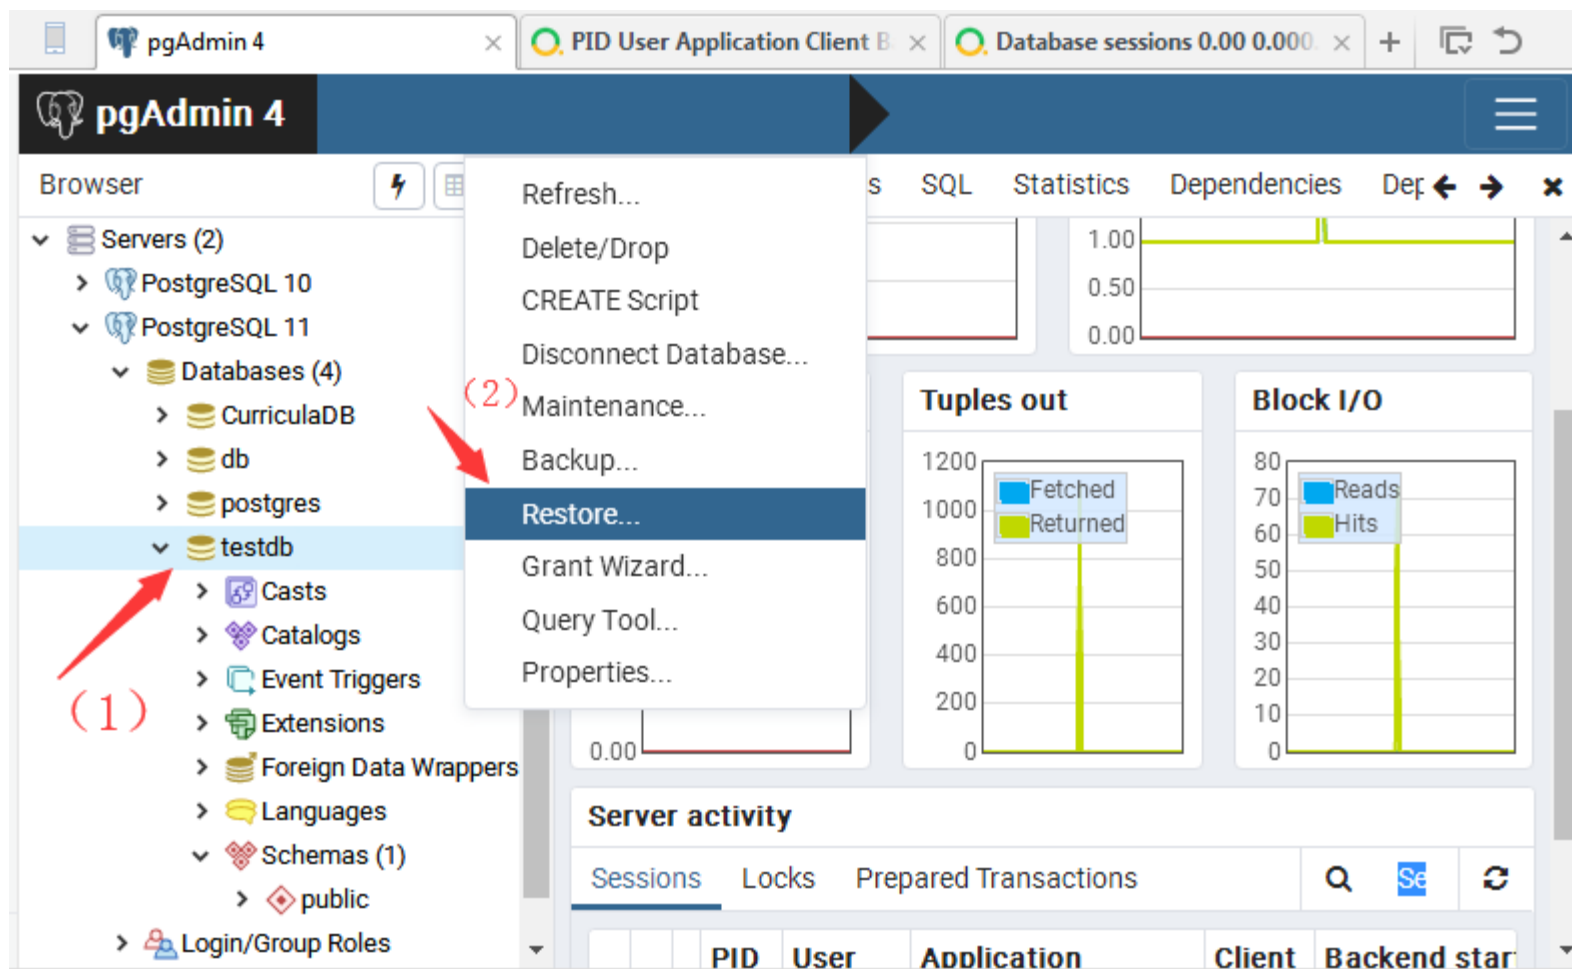 pgAdmin 4
PID User Application Client B
Database sessions 0.00 0.000.
pgAdmin 4
Browser
s SQL Statistics Dependencies Dep
Servers (2)
PostgreSQL 10
PostgreSQL 11
Databases (4)
CurriculaDB
db
postgres
testdb
Casts
Catalogs
Event Triggers
Extensions
Foreign Data Wrappers
Languages
Schemas (1)
public
Login/Group Roles
(1)
(2)
Refresh...
Delete/Drop
CREATE Script
Disconnect Database...
Maintenance...
Backup...
Restore...
Grant Wizard...
Query Tool...
Properties...
1.00
0.50
0.00
0.00
Tuples out
1200
1000
800
600
400
200
0
Fetched
Returned
Block I/O
80
70
60
50
40
30
20
10
0
Reads
Hits
Server activity
Sessions Locks Prepared Transactions Se
PID User Application Client Backend star